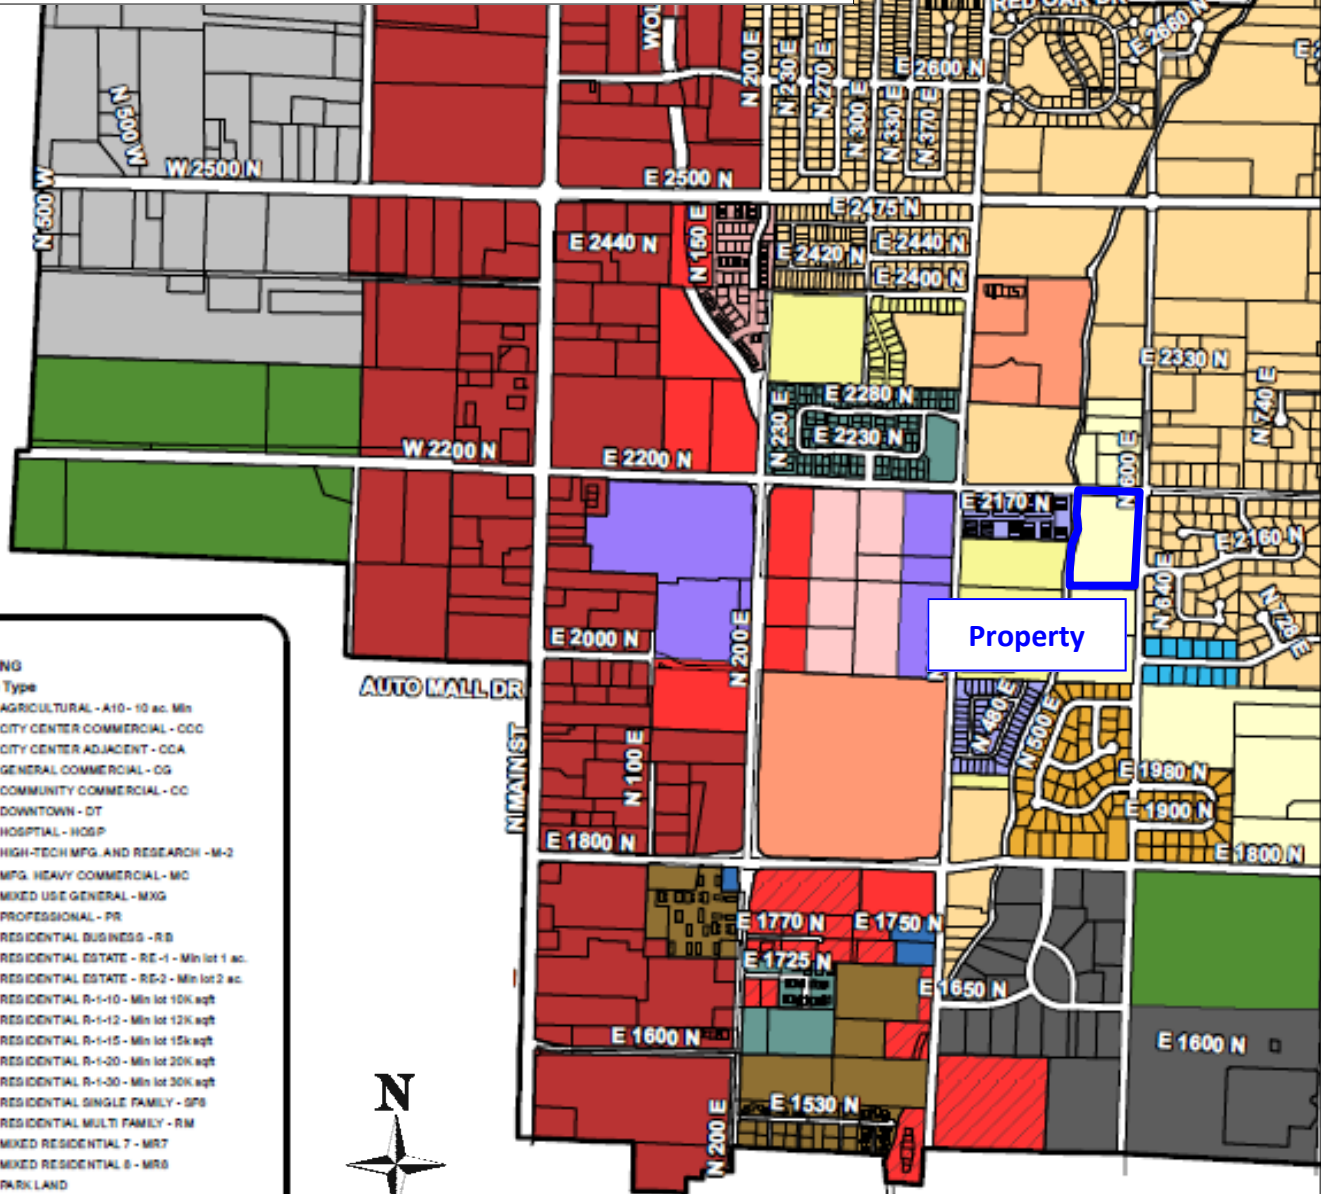 RED OAK DR
E 2660 N
WOL
N 200 E
N 230 E
N 270 E
E 2600 N
N 300 E
N 330 E
N 370 E
N 500 W
W 2500 N
E 2500 N
N 500 W
E 2475 N
N 150 E
E 2440 N
E 2420 N
E 2440 N
E 2400 N
E 2330 N
N 740 E
E 2280 N
N 230 E
E 2230 N
W 2200 N
E 2200 N
N 600 E
E 2170 N
E 2160 N
N 640 E
N 728 E
Property
E 2000 N
N 200 E
AUTO MALL DR
N 480 E
N 500 E
N MAIN ST
N 100 E
E 1980 N
E 1900 N
E 1800 N
E 1800 N
E 1770 N
E 1750 N
E 1725 N
E 1650 N
E 1600 N
E 1600 N
E 1530 N
N 200 E
NG
Type
AGRICULTURAL - A10 - 10 ac. Min
CITY CENTER COMMERCIAL - CCC
CITY CENTER ADJACENT - CCA
GENERAL COMMERCIAL - CG
COMMUNITY COMMERCIAL - CC
DOWNTOWN - DT
HOSPTIAL - HOSP
HIGH-TECH MFG. AND RESEARCH - M-2
MFG. HEAVY COMMERCIAL - MC
MIXED USE GENERAL - MXG
PROFESSIONAL - PR
RESIDENTIAL BUSINESS - RB
RESIDENTIAL ESTATE - RE-1 - Min lot 1 ac.
RESIDENTIAL ESTATE - RE-2 - Min lot 2 ac.
RESIDENTIAL R-1-10 - Min lot 10K sqft
RESIDENTIAL R-1-12 - Min lot 12K sqft
RESIDENTIAL R-1-15 - Min lot 15k sqft
RESIDENTIAL R-1-20 - Min lot 20K sqft
RESIDENTIAL R-1-30 - Min lot 30K sqft
RESIDENTIAL SINGLE FAMILY - SF6
RESIDENTIAL MULTI FAMILY - RM
MIXED RESIDENTIAL 7 - MR7
MIXED RESIDENTIAL 8 - MR8
PARK LAND
N